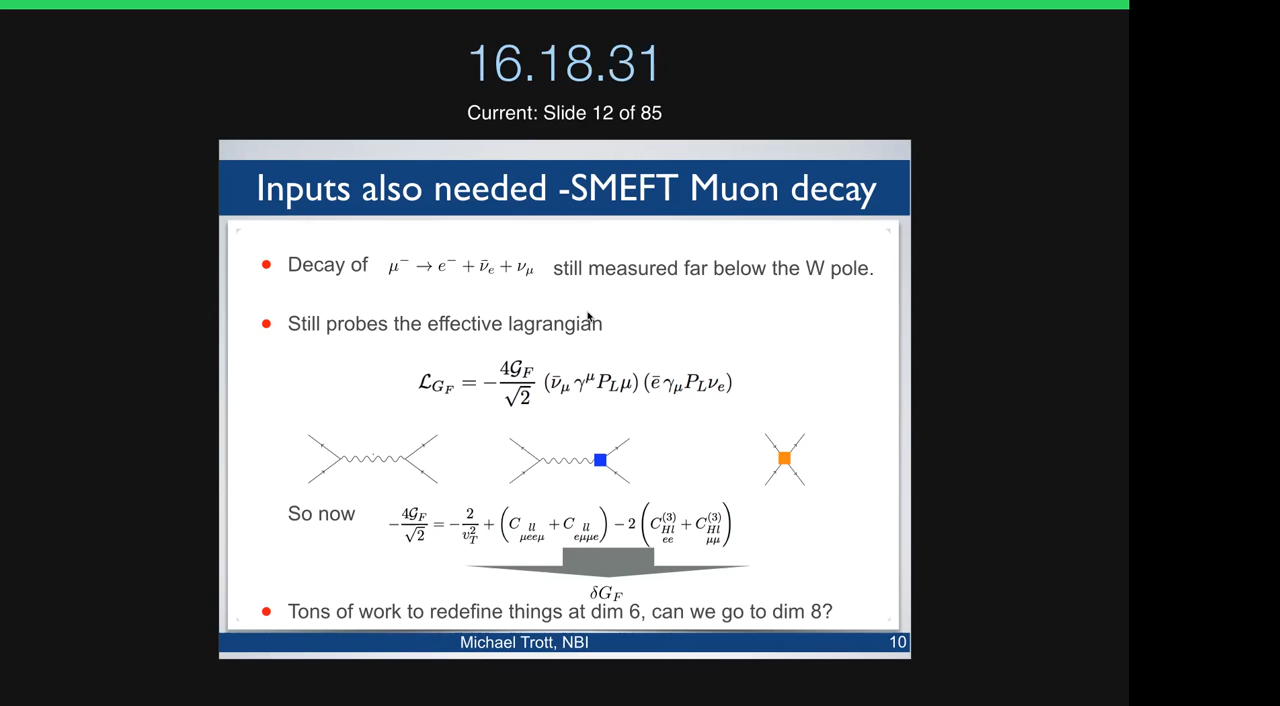 16.18.31
Current: Slide 12 of 85
Inputs also needed -SMEFT Muon decay
Decay of μ⁻ → e⁻ + ν̄ₑ + ν_μ still measured far below the W pole.
Still probes the effective lagrangian
ℒ_{G_F} = −4𝒢_F/√2 (ν̄_μ γ^μ P_L μ) (ē γ_μ P_L ν_e)
So now −4𝒢_F/√2 = −2/v_T² + (C_{ll μeeμ} + C_{ll eμμe}) − 2 (C^{(3)}_{Hl ee} + C^{(3)}_{Hl μμ})
δG_F
Tons of work to redefine things at dim 6, can we go to dim 8?
Michael Trott, NBI 10